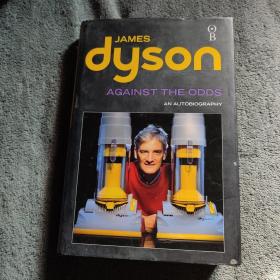 JAMES
dyson
AGAINST THE ODDS
AN AUTOBIOGRAPHY